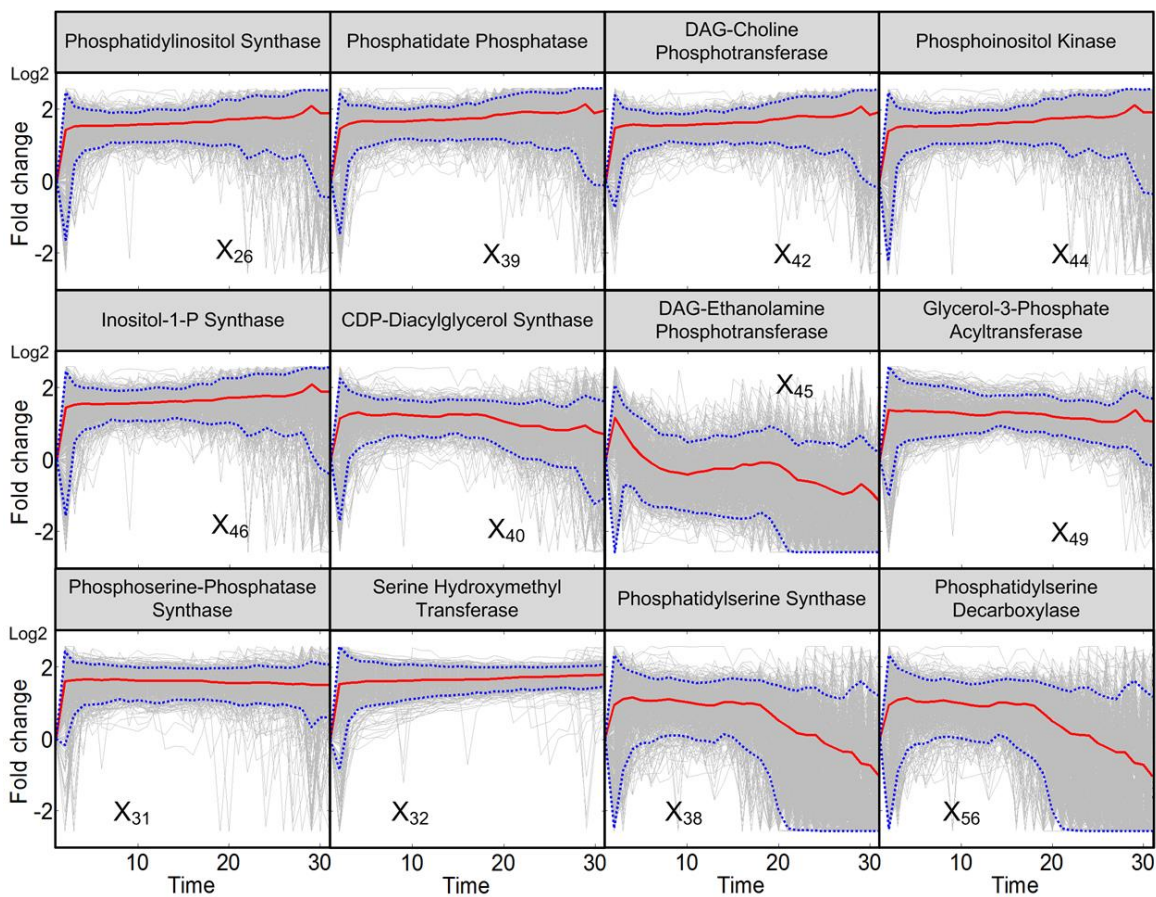 Phosphatidylinositol Synthase
Phosphatidate Phosphatase
DAG-Choline
Phosphotransferase
Phosphoinositol Kinase
Log2
2
0
-2
Fold change
X26
X39
X42
X44
Inositol-1-P Synthase
CDP-Diacylglycerol Synthase
DAG-Ethanolamine
Phosphotransferase
Glycerol-3-Phosphate
Acyltransferase
Log2
2
0
-2
Fold change
X46
X40
X45
X49
Phosphoserine-Phosphatase
Synthase
Serine Hydroxymethyl
Transferase
Phosphatidylserine Synthase
Phosphatidylserine
Decarboxylase
Log2
2
0
-2
Fold change
X31
X32
X38
X56
10 20 30
10 20 30
10 20 30
10 20 30
Time
Time
Time
Time